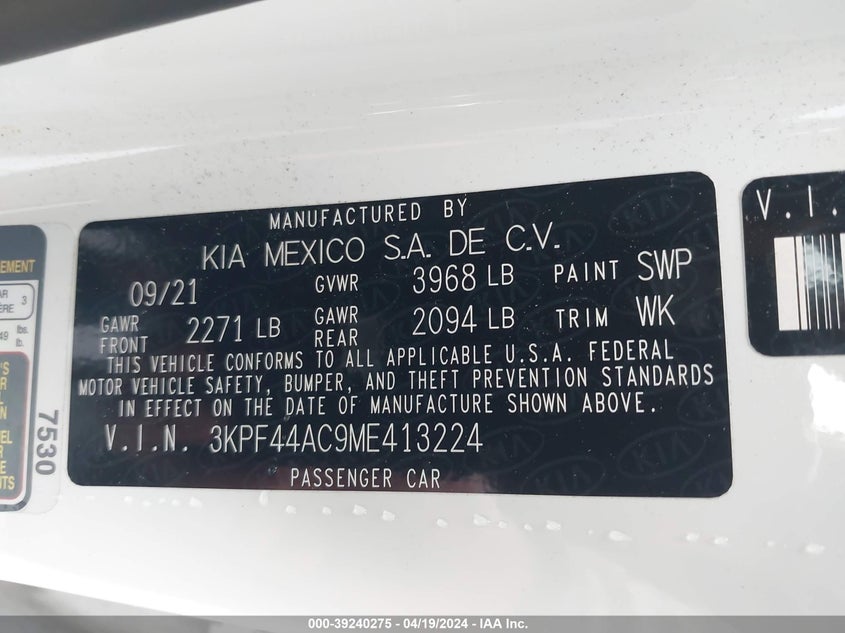 MANUFACTURED BY
KIA MEXICO S.A. DE C.V.
09/21 GVWR 3968 LB PAINT SWP
GAWR FRONT 2271 LB GAWR REAR 2094 LB TRIM WK
THIS VEHICLE CONFORMS TO ALL APPLICABLE U.S.A. FEDERAL
MOTOR VEHICLE SAFETY, BUMPER, AND THEFT PREVENTION STANDARDS
IN EFFECT ON THE DATE OF MANUFACTURE SHOWN ABOVE.
V.I.N. 3KPF44AC9ME413224
PASSENGER CAR
7530
3
lbs.
lb.
V.I.
000-39240275 - 04/19/2024 - IAA Inc.